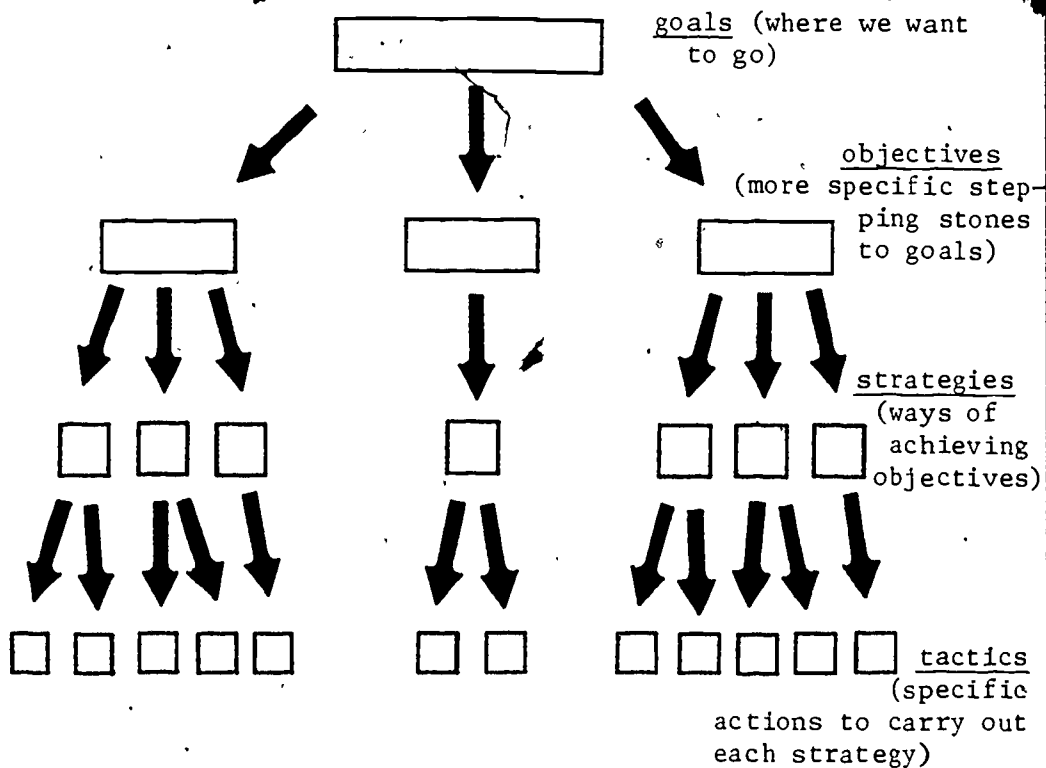 goals (where we want
to go)
objectives
(more specific step-
ping stones
to goals)
strategies
(ways of
achieving
objectives)
tactics
(specific
actions to carry out
each strategy)